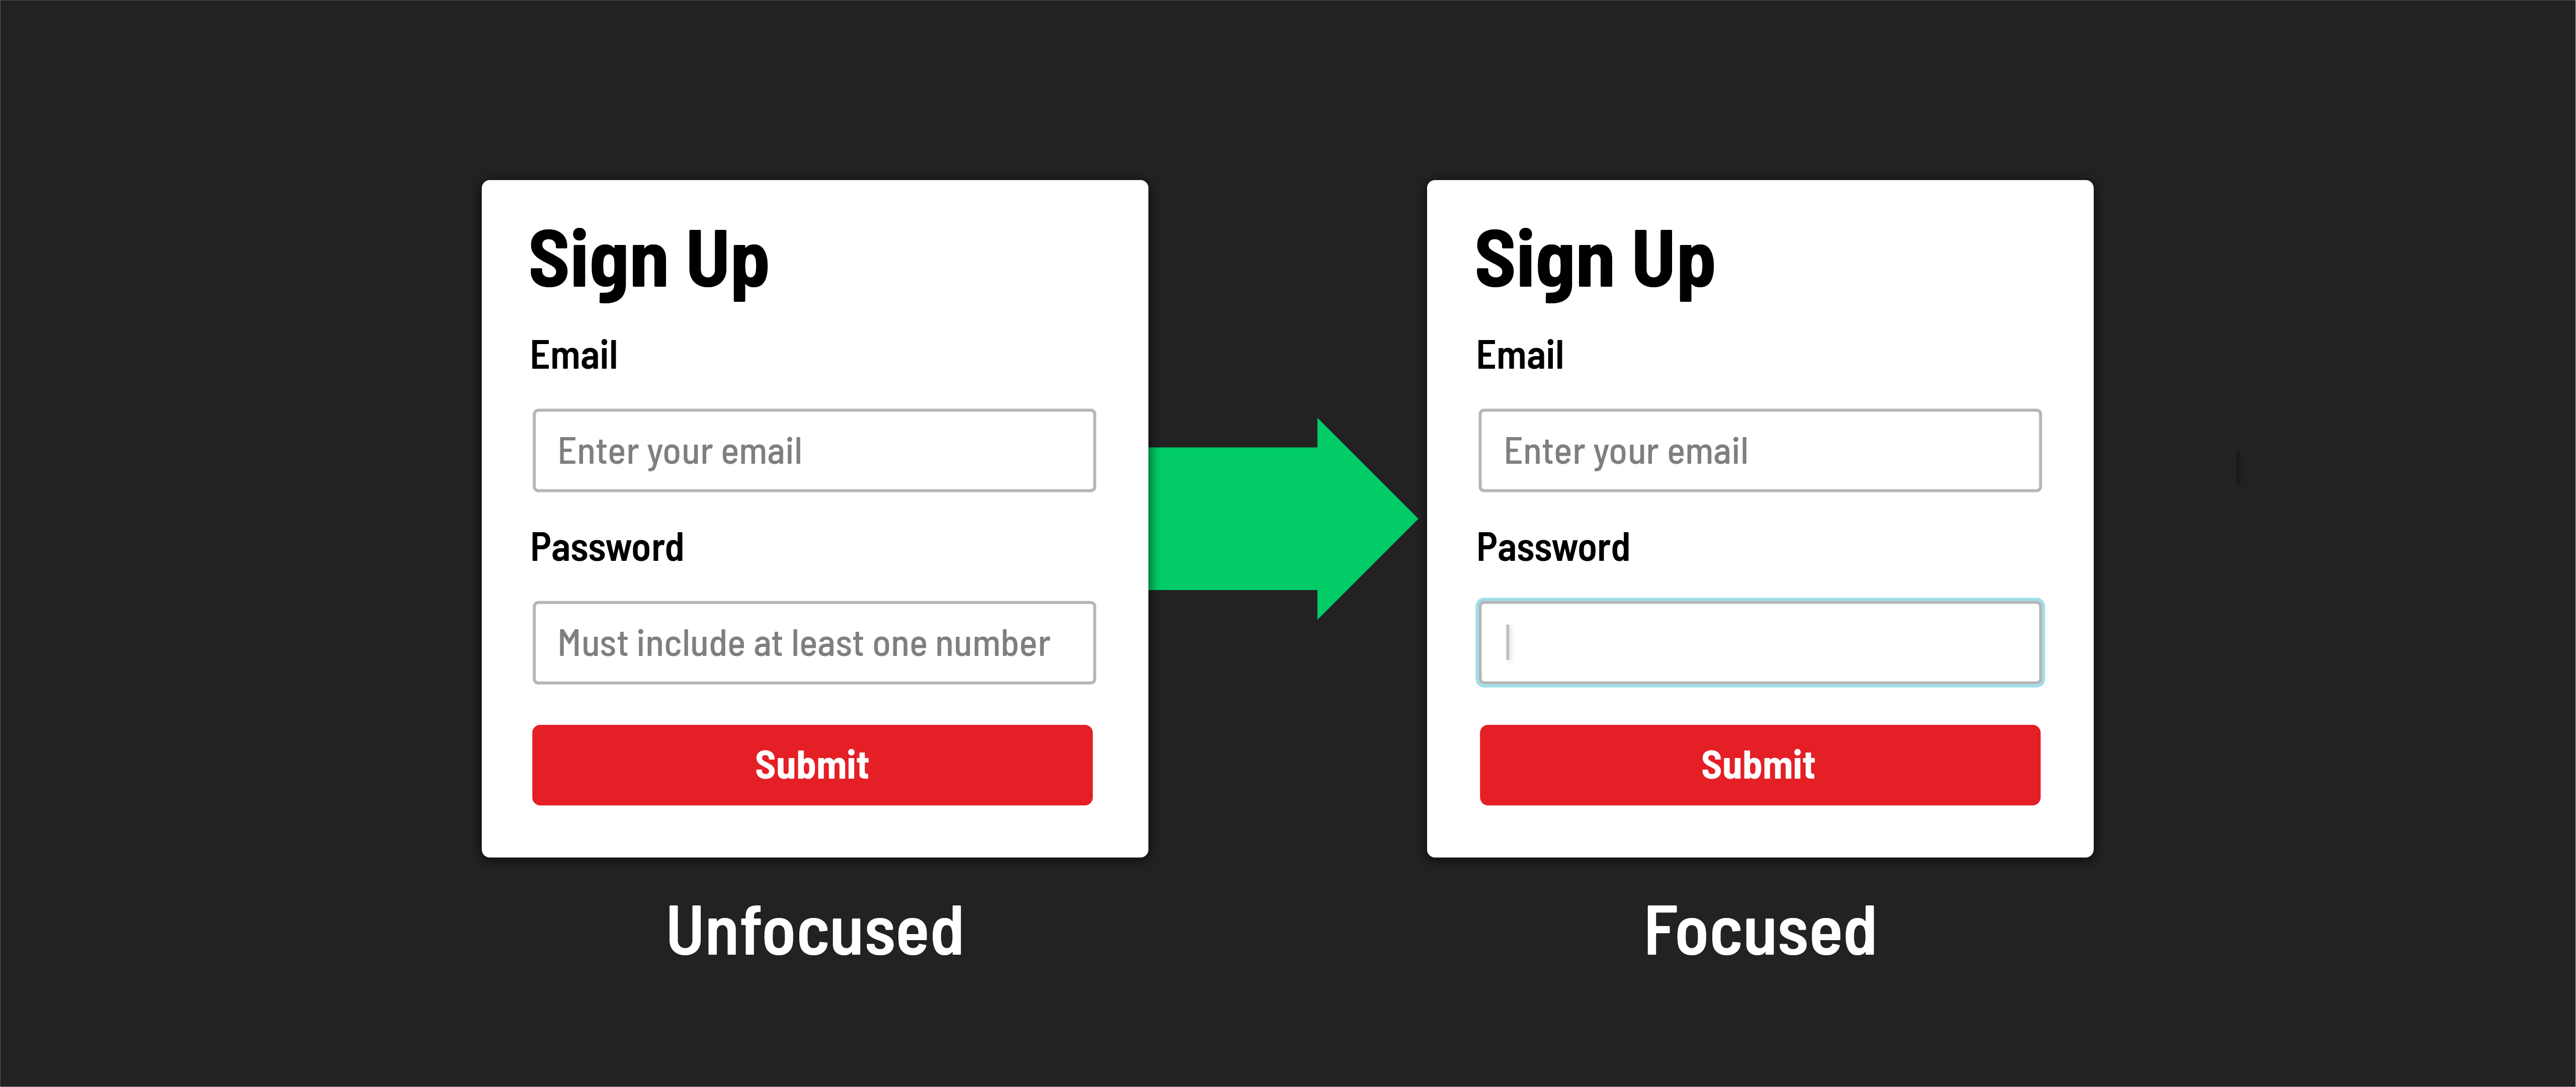 Sign Up
Email
Enter your email
Password
Must include at least one number
Submit
Unfocused
Sign Up
Email
Enter your email
Password
Submit
Focused